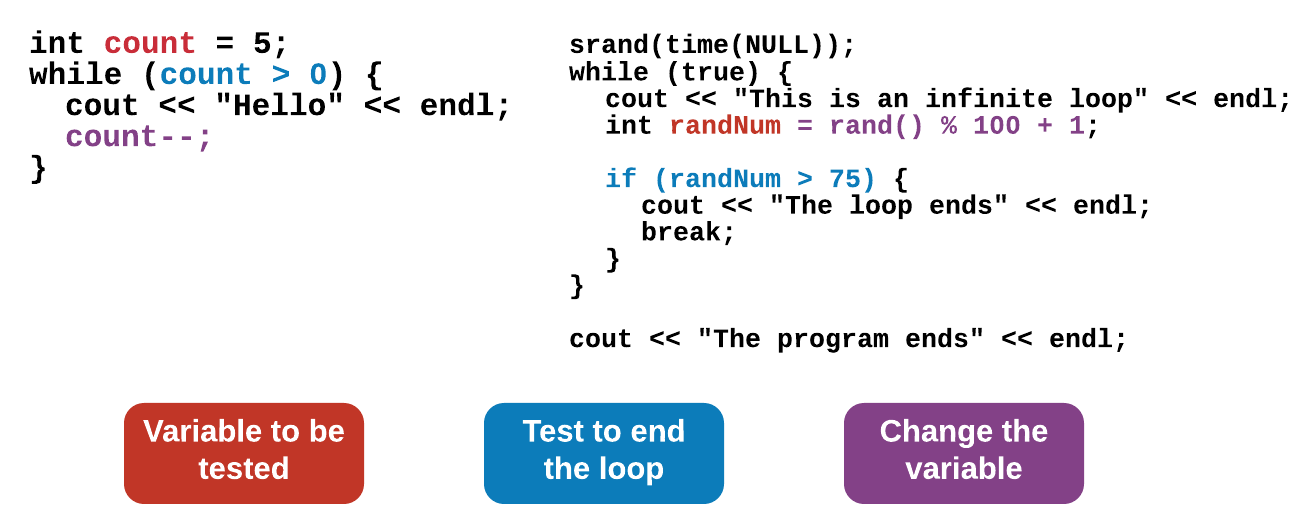 int count = 5;
while (count > 0) {
  cout << "Hello" << endl;
  count--;
}
srand(time(NULL));
while (true) {
  cout << "This is an infinite loop" << endl;
  int randNum = rand() % 100 + 1;

  if (randNum > 75) {
    cout << "The loop ends" << endl;
    break;
  }
}

cout << "The program ends" << endl;
Variable to be
tested
Test to end
the loop
Change the
variable